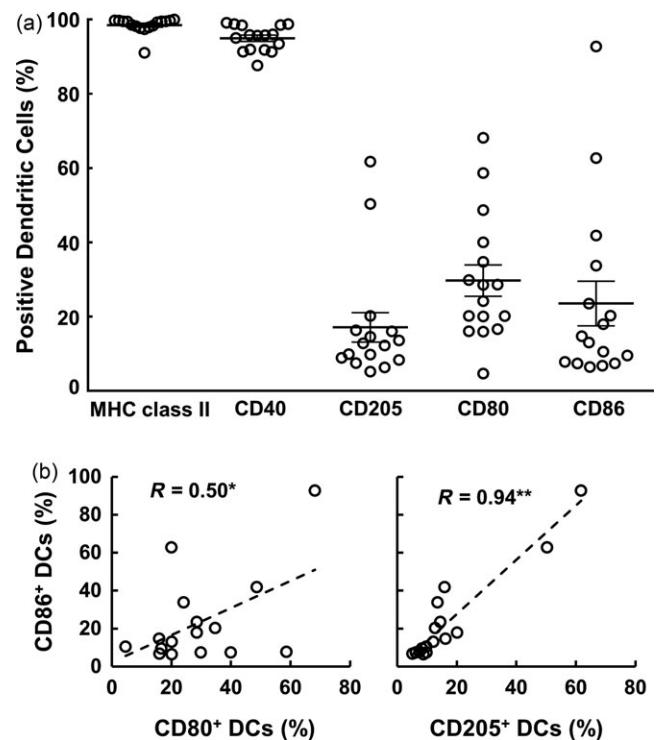 (a)
Positive Dendritic Cells (%)
100
80
60
40
20
0
MHC class II CD40 CD205 CD80 CD86
(b)
CD86⁺ DCs (%)
100
80
60
40
20
0
R = 0.50*
0 20 40 60 80
CD80⁺ DCs (%)
R = 0.94**
0 20 40 60 80
CD205⁺ DCs (%)